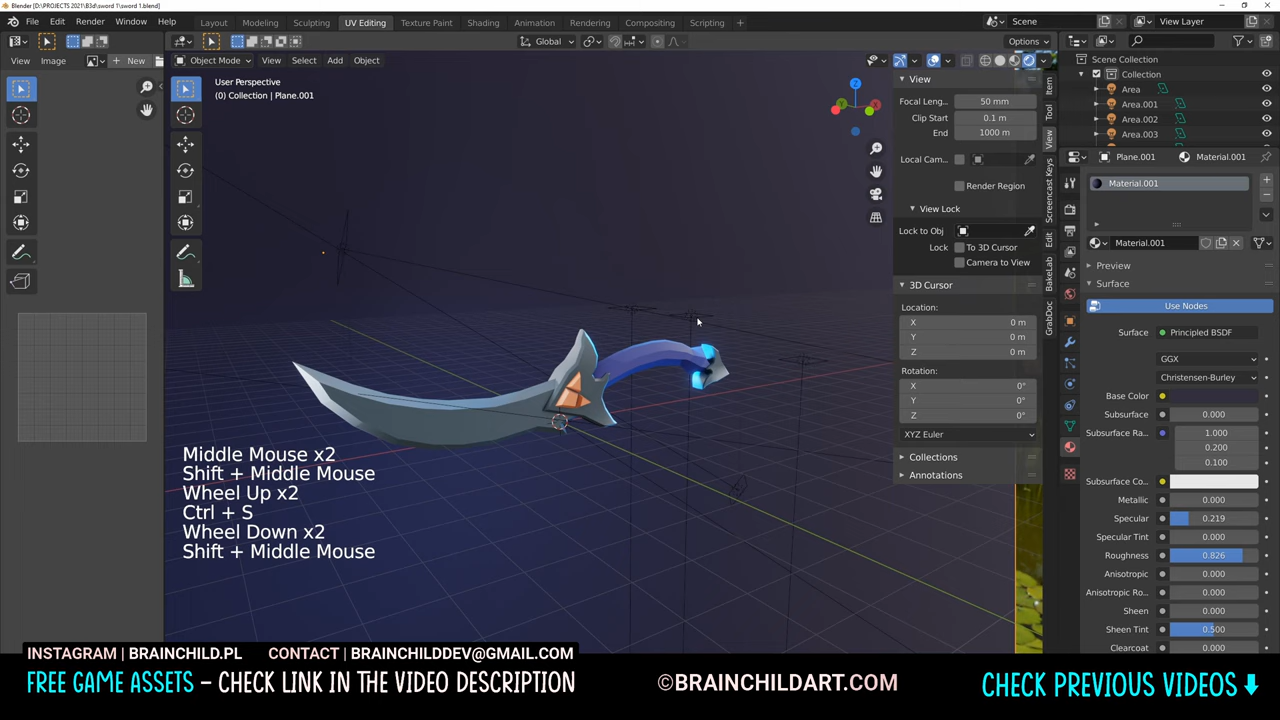 Blender [D:\PROJECTS 2021\B3d\sword 1\sword 1.blend]
File Edit Render Window Help Layout Modeling Sculpting UV Editing Texture Paint Shading Animation Rendering Compositing Scripting + Scene View Layer
Global Options
View Image + New Object Mode View Select Add Object
User Perspective
(0) Collection | Plane.001
View
Focal Leng... 50 mm
Clip Start 0.1 m
End 1000 m
Local Cam...
Render Region
View Lock
Lock to Obj
Lock To 3D Cursor
Camera to View
3D Cursor
Location:
X 0 m
Y 0 m
Z 0 m
Rotation:
X 0°
Y 0°
Z 0°
XYZ Euler
Collections
Annotations
Item
Tool
View
Screencast Keys
Edit
BakeLab
GrabDoc
Scene Collection
Collection
Area
Area.001
Area.002
Area.003
Plane.001 Material.001
Material.001
Material.001
Preview
Surface
Use Nodes
Surface Principled BSDF
GGX
Christensen-Burley
Base Color
Subsurface 0.000
Subsurface Ra... 1.000
0.200
0.100
Subsurface Co...
Metallic 0.000
Specular 0.219
Specular Tint 0.000
Roughness 0.826
Anisotropic 0.000
Anisotropic Ro... 0.000
Sheen 0.000
Sheen Tint 0.500
Clearcoat 0.000
Middle Mouse x2
Shift + Middle Mouse
Wheel Up x2
Ctrl + S
Wheel Down x2
Shift + Middle Mouse
INSTAGRAM | BRAINCHILD.PL CONTACT | BRAINCHILDDEV@GMAIL.COM
FREE GAME ASSETS – CHECK LINK IN THE VIDEO DESCRIPTION
©BRAINCHILDART.COM
CHECK PREVIOUS VIDEOS